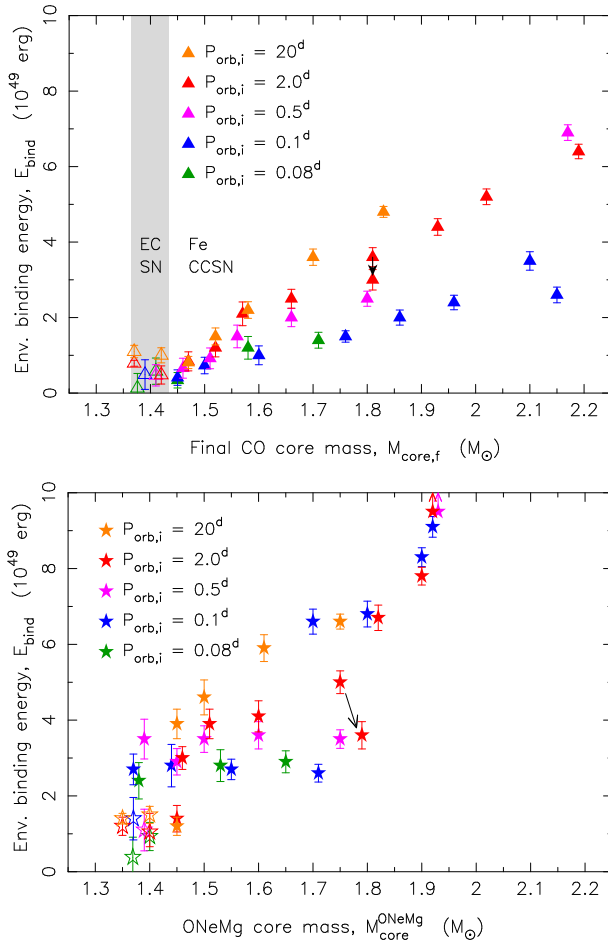 10
8
6
4
2
0
Env. binding energy, E_bind (10^49 erg)
P_orb,i = 20^d
P_orb,i = 2.0^d
P_orb,i = 0.5^d
P_orb,i = 0.1^d
P_orb,i = 0.08^d
EC Fe
SN CCSN
1.3 1.4 1.5 1.6 1.7 1.8 1.9 2 2.1 2.2
Final CO core mass, M_core,f (M_⊙)
10
8
6
4
2
0
Env. binding energy, E_bind (10^49 erg)
P_orb,i = 20^d
P_orb,i = 2.0^d
P_orb,i = 0.5^d
P_orb,i = 0.1^d
P_orb,i = 0.08^d
1.3 1.4 1.5 1.6 1.7 1.8 1.9 2 2.1 2.2
ONeMg core mass, M_core^ONeMg (M_⊙)